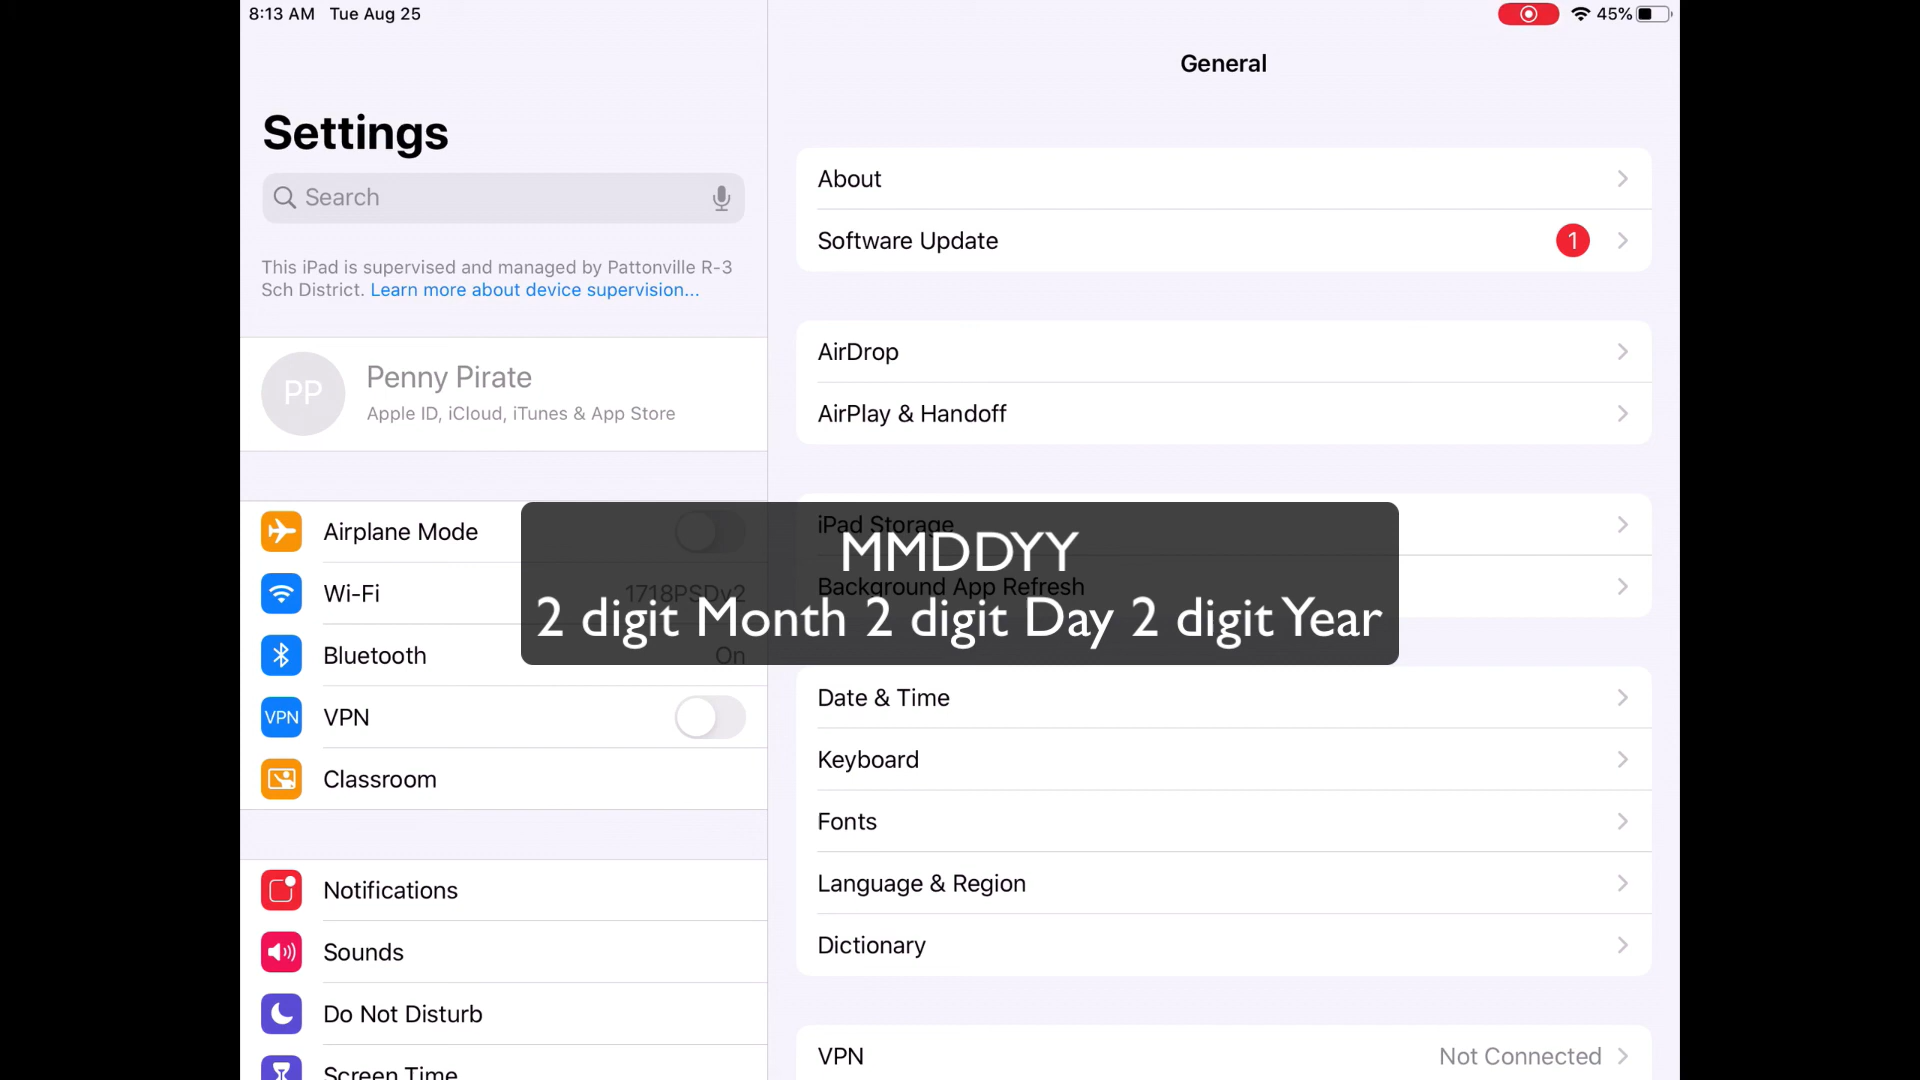 8:13 AM Tue Aug 25
45%
Settings
Search
This iPad is supervised and managed by Pattonville R-3
Sch District. Learn more about device supervision...
PP
Penny Pirate
Apple ID, iCloud, iTunes & App Store
Airplane Mode
Wi-Fi 1718PSDv2
Bluetooth On
VPN VPN
Classroom
Notifications
Sounds
Do Not Disturb
Screen Time
General
About
Software Update 1
AirDrop
AirPlay & Handoff
iPad Storage
Background App Refresh
MMDDYY
2 digit Month 2 digit Day 2 digit Year
Date & Time
Keyboard
Fonts
Language & Region
Dictionary
VPN Not Connected